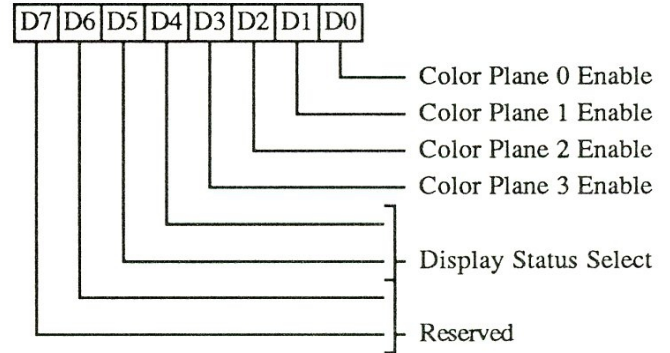 D7 D6 D5 D4 D3 D2 D1 D0
Color Plane 0 Enable
Color Plane 1 Enable
Color Plane 2 Enable
Color Plane 3 Enable
Display Status Select
Reserved